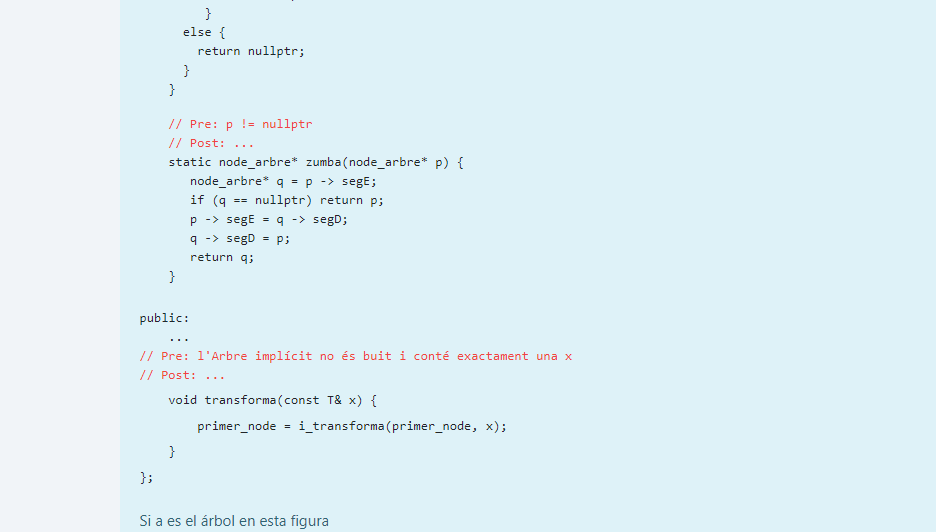 }
else {
return nullptr;
}
}
// Pre: p != nullptr
// Post: ...
static node_arbre* zumba(node_arbre* p) {
node_arbre* q = p -> segE;
if (q == nullptr) return p;
p -> segE = q -> segD;
q -> segD = p;
return q;
}
public:
...
// Pre: l'Arbre implícit no és buit i conté exactament una x
// Post: ...
void transforma(const T& x) {
primer_node = i_transforma(primer_node, x);
}
};
Si a es el árbol en esta figura